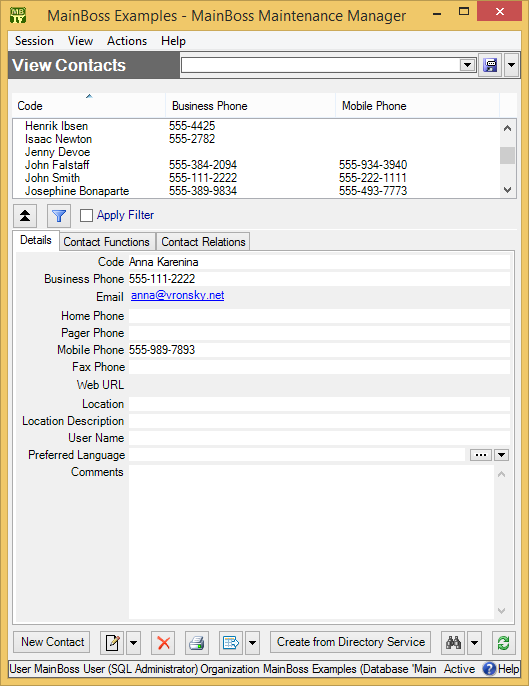 MB
MainBoss Examples - MainBoss Maintenance Manager
Session View Actions Help
View Contacts
Code Business Phone Mobile Phone
Henrik Ibsen 555-4425
Isaac Newton 555-2782
Jenny Devoe
John Falstaff 555-384-2094 555-934-3940
John Smith 555-111-2222 555-222-1111
Josephine Bonaparte 555-389-9834 555-493-7773
Apply Filter
Details Contact Functions Contact Relations
Code Anna Karenina
Business Phone 555-111-2222
Email anna@vronsky.net
Home Phone
Pager Phone
Mobile Phone 555-989-7893
Fax Phone
Web URL
Location
Location Description
User Name
Preferred Language ...
Comments
New Contact Create from Directory Service
User MainBoss User (SQL Administrator) Organization MainBoss Examples (Database 'Main Active Help